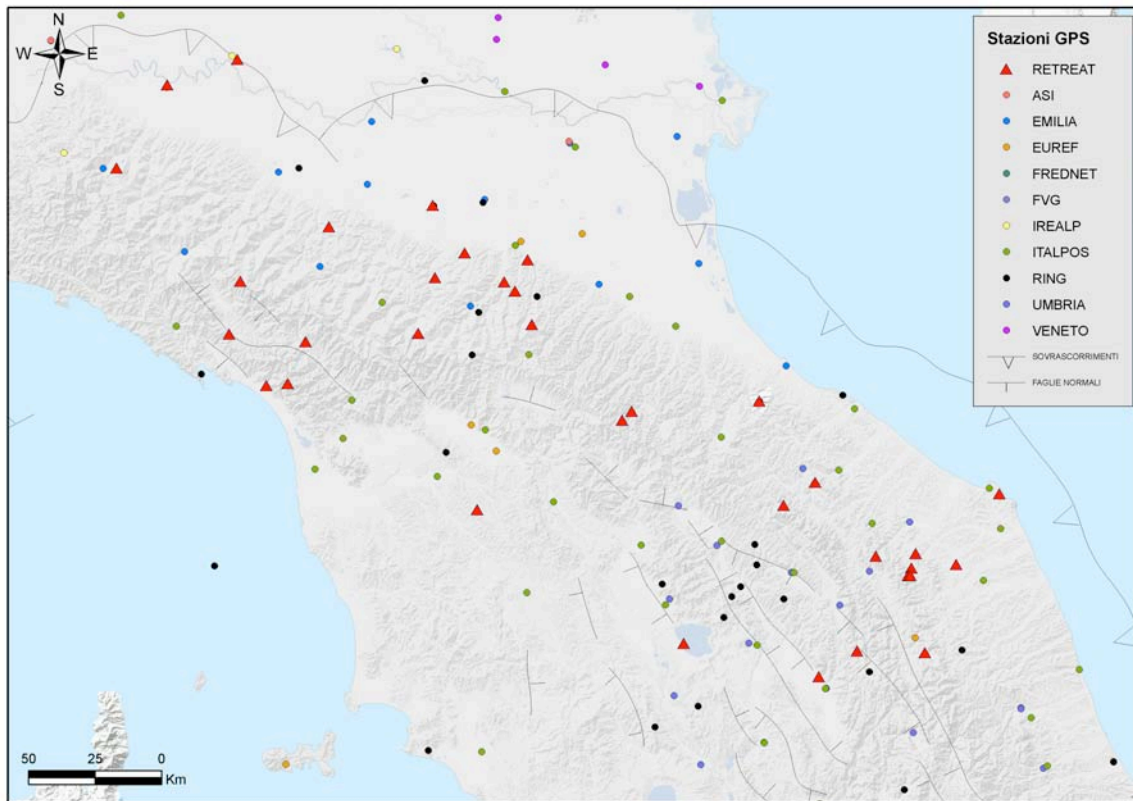 N
W E
S
Stazioni GPS
RETREAT
ASI
EMILIA
EUREF
FREDNET
FVG
IREALP
ITALPOS
RING
UMBRIA
VENETO
SOVRASCORRIMENTI
FAGLIE NORMALI
50 25 0
Km